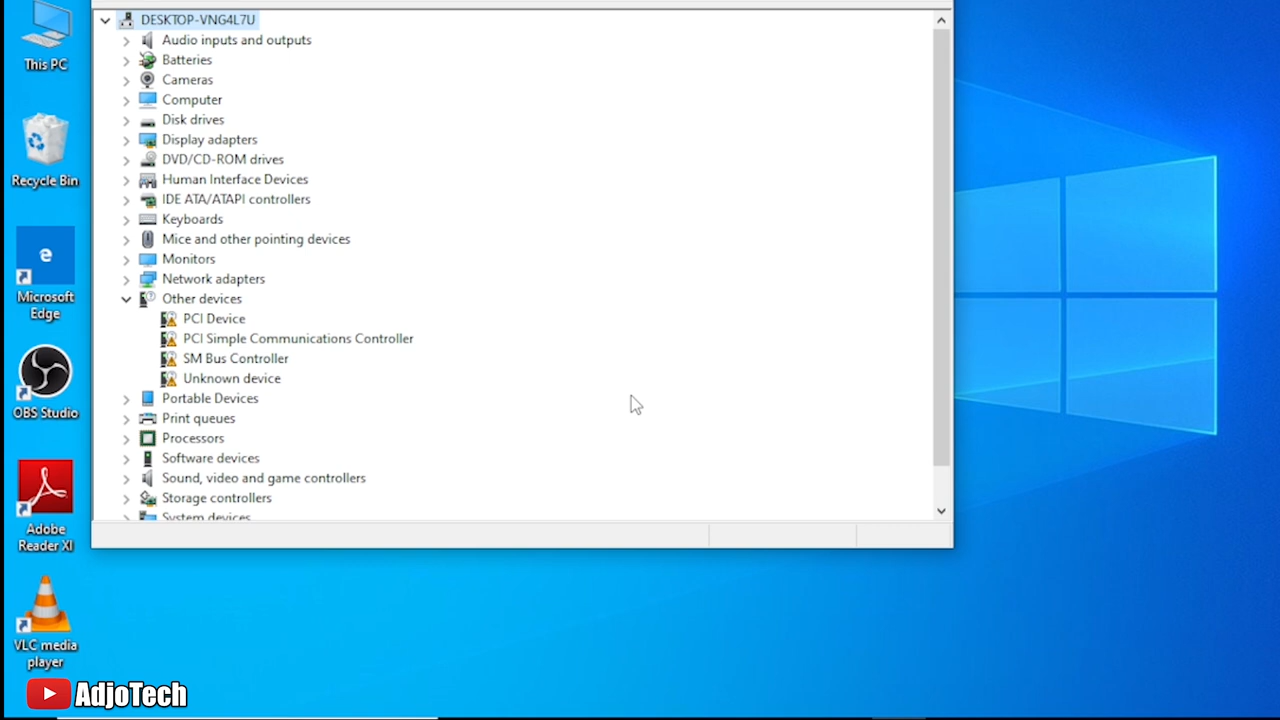 This PC
Recycle Bin
Microsoft
Edge
OBS Studio
Adobe
Reader XI
VLC media
player
DESKTOP-VNG4L7U
Audio inputs and outputs
Batteries
Cameras
Computer
Disk drives
Display adapters
DVD/CD-ROM drives
Human Interface Devices
IDE ATA/ATAPI controllers
Keyboards
Mice and other pointing devices
Monitors
Network adapters
Other devices
PCI Device
PCI Simple Communications Controller
SM Bus Controller
Unknown device
Portable Devices
Print queues
Processors
Software devices
Sound, video and game controllers
Storage controllers
System devices
AdjoTech